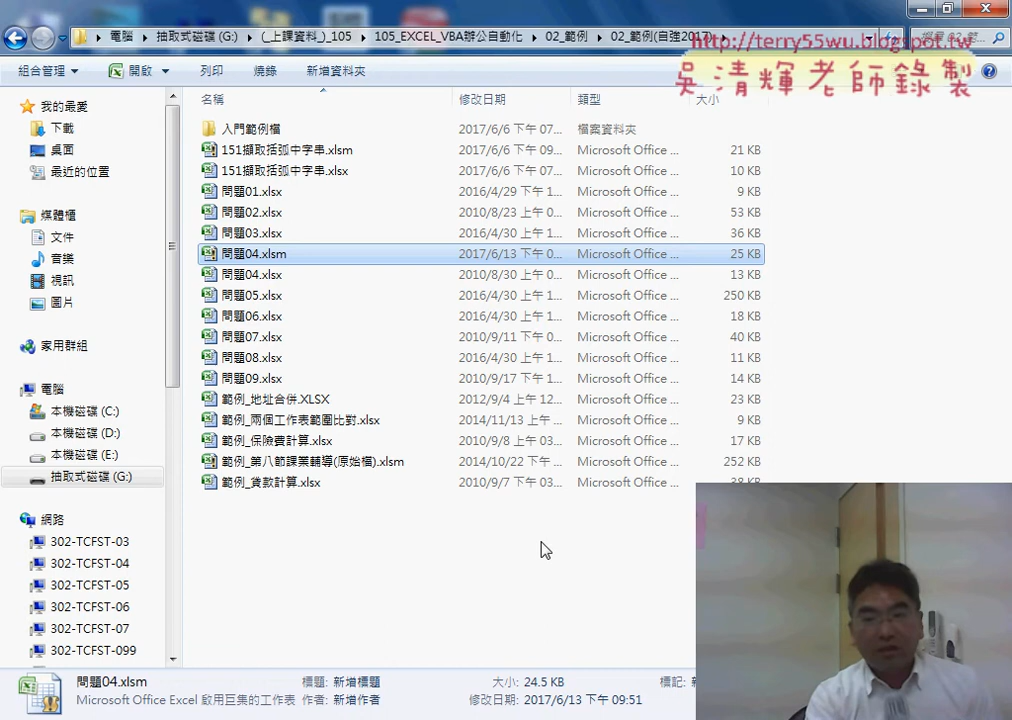 電腦 ▸ 抽取式磁碟 (G:) ▸ (_上課資料_)_105 ▸ 105_EXCEL_VBA辦公自動化 ▸ 02_範例 ▸ 02_範例(自強2017) ▸
http://terry55wu.blogspot.tw
吳清輝老師錄製
組合管理 開啟 列印 燒錄 新增資料夾
名稱 修改日期 類型 大小
我的最愛
下載
桌面
最近的位置
媒體櫃
文件
音樂
視訊
圖片
家用群組
電腦
本機磁碟 (C:)
本機磁碟 (D:)
本機磁碟 (E:)
抽取式磁碟 (G:)
網路
302-TCFST-03
302-TCFST-04
302-TCFST-05
302-TCFST-06
302-TCFST-07
302-TCFST-099
入門範例檔 2017/6/6 下午 07... 檔案資料夾
151擷取括弧中字串.xlsm 2017/6/6 下午 09... Microsoft Office ... 21 KB
151擷取括弧中字串.xlsx 2017/6/6 下午 07... Microsoft Office ... 10 KB
問題01.xlsx 2016/4/29 下午 1... Microsoft Office ... 9 KB
問題02.xlsx 2010/8/23 上午 0... Microsoft Office ... 53 KB
問題03.xlsx 2016/4/30 上午 1... Microsoft Office ... 36 KB
問題04.xlsm 2017/6/13 下午 0... Microsoft Office ... 25 KB
問題04.xlsx 2010/8/30 上午 0... Microsoft Office ... 13 KB
問題05.xlsx 2016/4/30 上午 1... Microsoft Office ... 250 KB
問題06.xlsx 2016/4/30 上午 1... Microsoft Office ... 18 KB
問題07.xlsx 2010/9/11 下午 0... Microsoft Office ... 40 KB
問題08.xlsx 2016/4/30 上午 1... Microsoft Office ... 11 KB
問題09.xlsx 2010/9/17 上午 1... Microsoft Office ... 14 KB
範例_地址合併.XLSX 2012/9/4 上午 12... Microsoft Office ... 23 KB
範例_兩個工作表範圍比對.xlsx 2014/11/13 上午 ... Microsoft Office ... 9 KB
範例_保險費計算.xlsx 2010/9/8 上午 03... Microsoft Office ... 17 KB
範例_第八節課業輔導(原始檔).xlsm 2014/10/22 下午 ... Microsoft Office ... 252 KB
範例_貸款計算.xlsx 2010/9/7 下午 03... Microsoft Office ... 38 KB
問題04.xlsm 標題: 新增標題 大小: 24.5 KB 標記:
Microsoft Office Excel 啟用巨集的工作表 作者: 新增作者 修改日期: 2017/6/13 下午 09:51